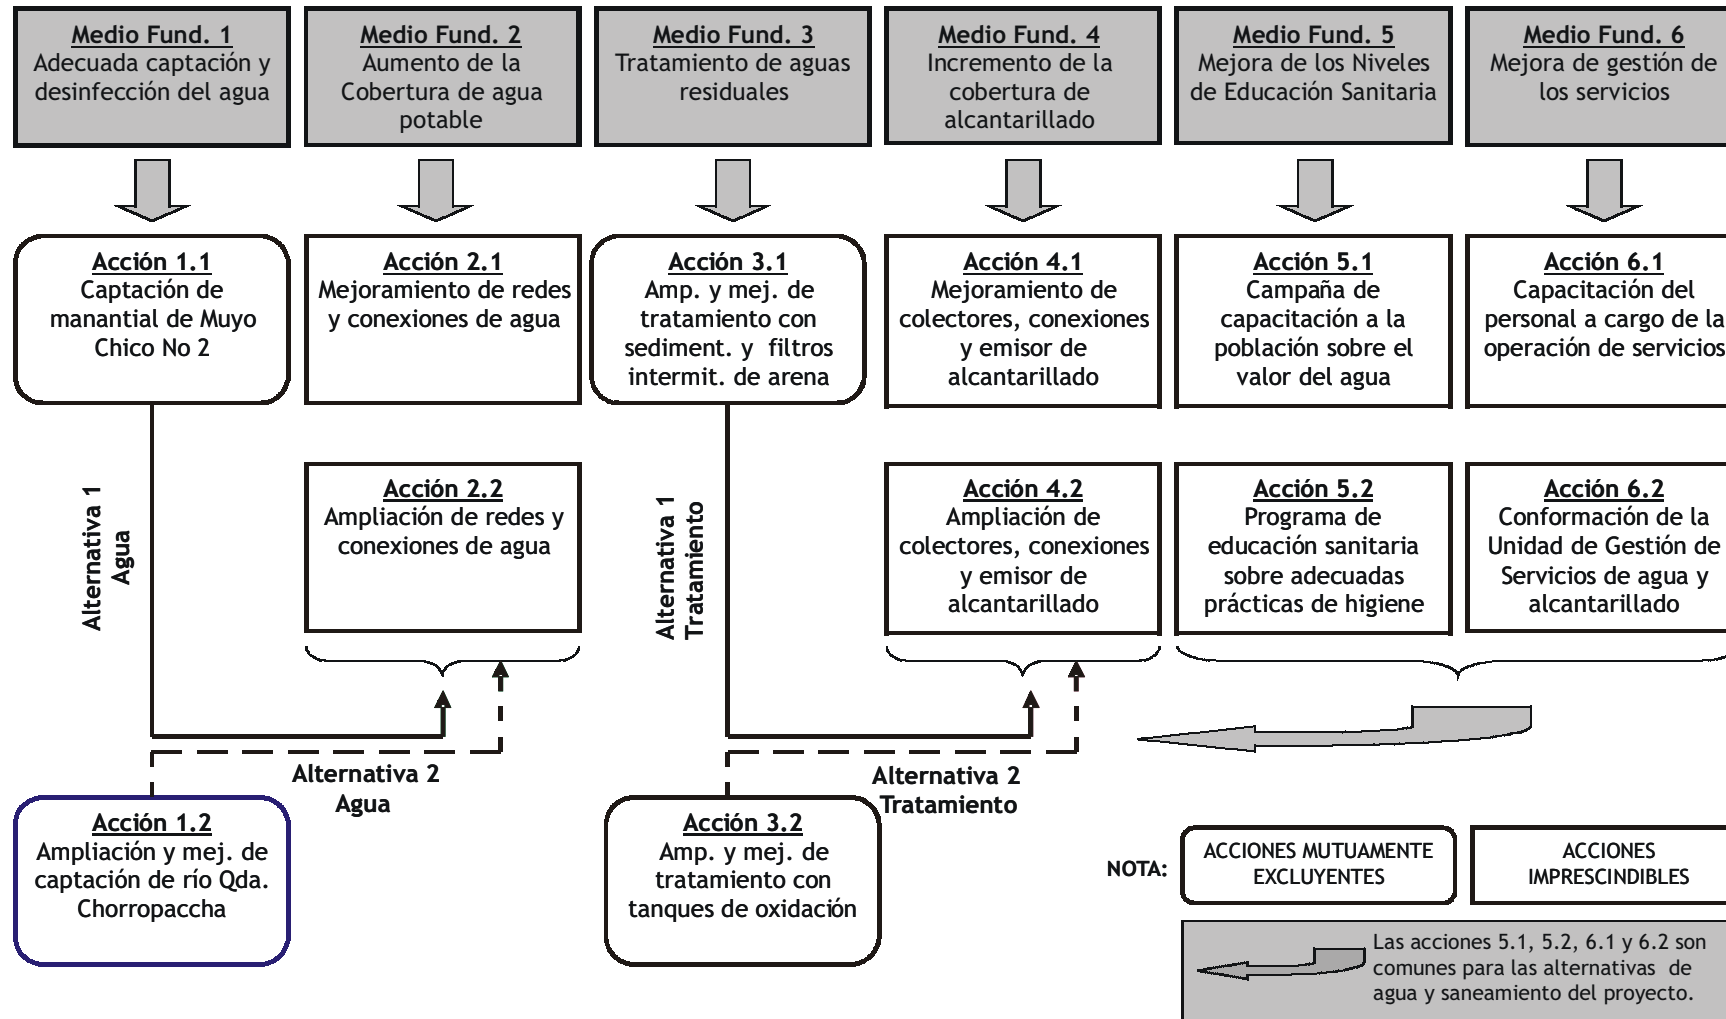 Medio Fund. 1
Adecuada captación y
desinfección del agua
Medio Fund. 2
Aumento de la
Cobertura de agua
potable
Medio Fund. 3
Tratamiento de aguas
residuales
Medio Fund. 4
Incremento de la
cobertura de
alcantarillado
Medio Fund. 5
Mejora de los Niveles
de Educación Sanitaria
Medio Fund. 6
Mejora de gestión de
los servicios
Acción 1.1
Captación de
manantial de Muyo
Chico No 2
Acción 2.1
Mejoramiento de redes
y conexiones de agua
Acción 3.1
Amp. y mej. de
tratamiento con
sediment. y filtros
intermit. de arena
Acción 4.1
Mejoramiento de
colectores, conexiones
y emisor de
alcantarillado
Acción 5.1
Campaña de
capacitación a la
población sobre el
valor del agua
Acción 6.1
Capacitación del
personal a cargo de la
operación de servicios
Alternativa 1
Agua
Acción 2.2
Ampliación de redes y
conexiones de agua
Alternativa 1
Tratamiento
Acción 4.2
Ampliación de
colectores, conexiones
y emisor de
alcantarillado
Acción 5.2
Programa de
educación sanitaria
sobre adecuadas
prácticas de higiene
Acción 6.2
Conformación de la
Unidad de Gestión de
Servicios de agua y
alcantarillado
Alternativa 2
Agua
Alternativa 2
Tratamiento
Acción 1.2
Ampliación y mej. de
captación de río Qda.
Chorropaccha
Acción 3.2
Amp. y mej. de
tratamiento con
tanques de oxidación
NOTA:
ACCIONES MUTUAMENTE
EXCLUYENTES
ACCIONES
IMPRESCINDIBLES
Las acciones 5.1, 5.2, 6.1 y 6.2 son
comunes para las alternativas de
agua y saneamiento del proyecto.